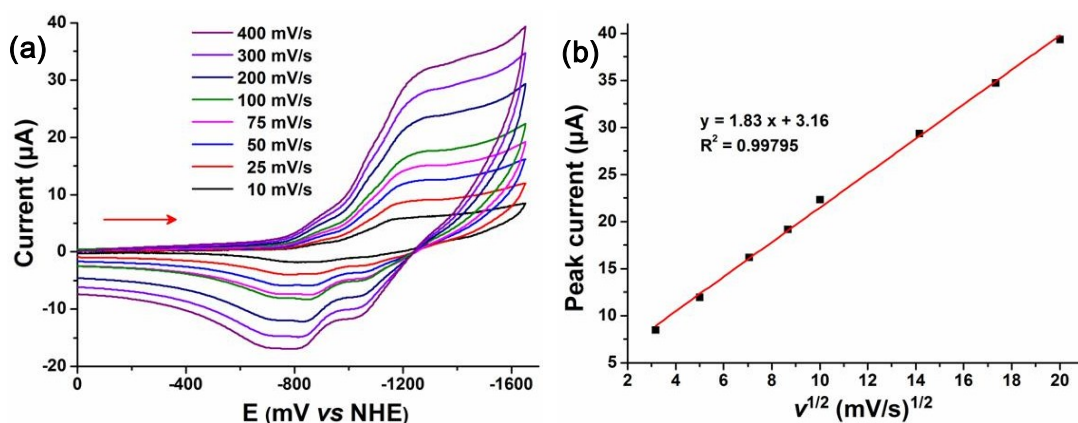 (a)
400 mV/s
300 mV/s
200 mV/s
100 mV/s
75 mV/s
50 mV/s
25 mV/s
10 mV/s
Current (µA)
40
30
20
10
0
-10
-20
0
-400
-800
-1200
-1600
E (mV vs NHE)
(b)
y = 1.83 x + 3.16
R² = 0.99795
Peak current (µA)
40
35
30
25
20
15
10
5
2
4
6
8
10
12
14
16
18
20
v^1/2 (mV/s)^1/2